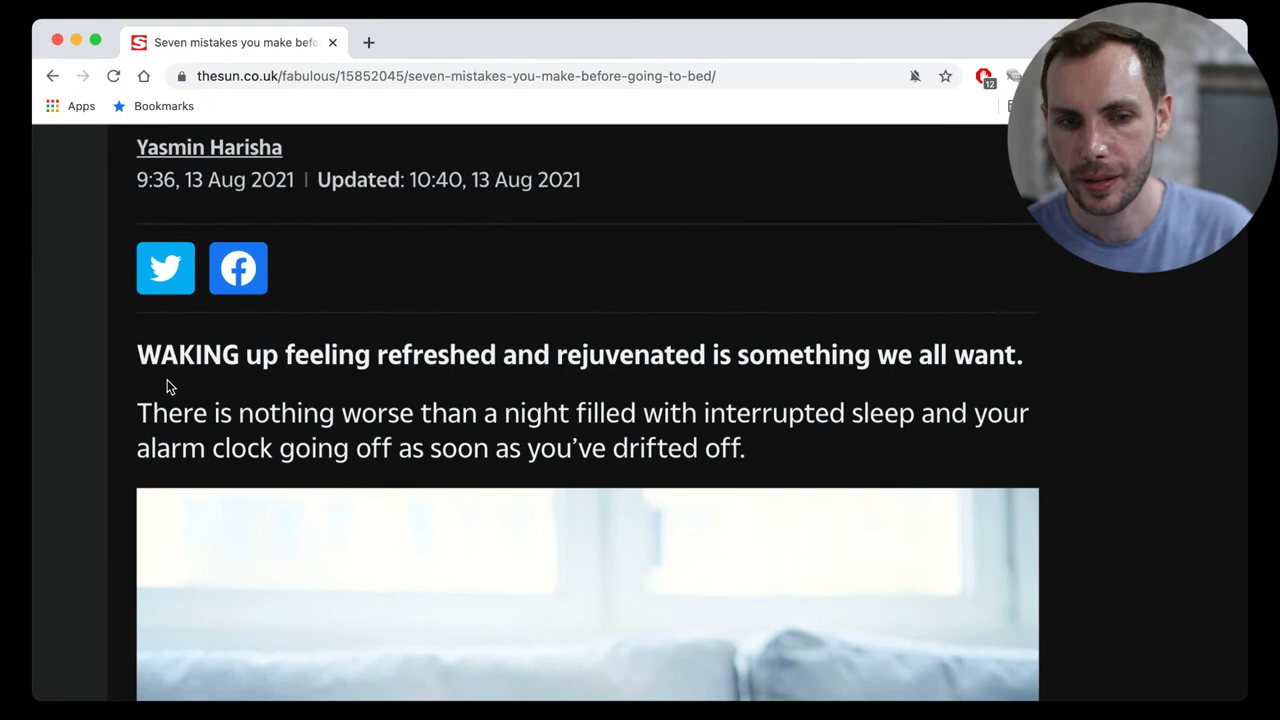 Seven mistakes you make befo
thesun.co.uk/fabulous/15852045/seven-mistakes-you-make-before-going-to-bed/
12
Apps
Bookmarks
Yasmin Harisha
9:36, 13 Aug 2021 | Updated: 10:40, 13 Aug 2021
WAKING up feeling refreshed and rejuvenated is something we all want.
There is nothing worse than a night filled with interrupted sleep and your
alarm clock going off as soon as you’ve drifted off.